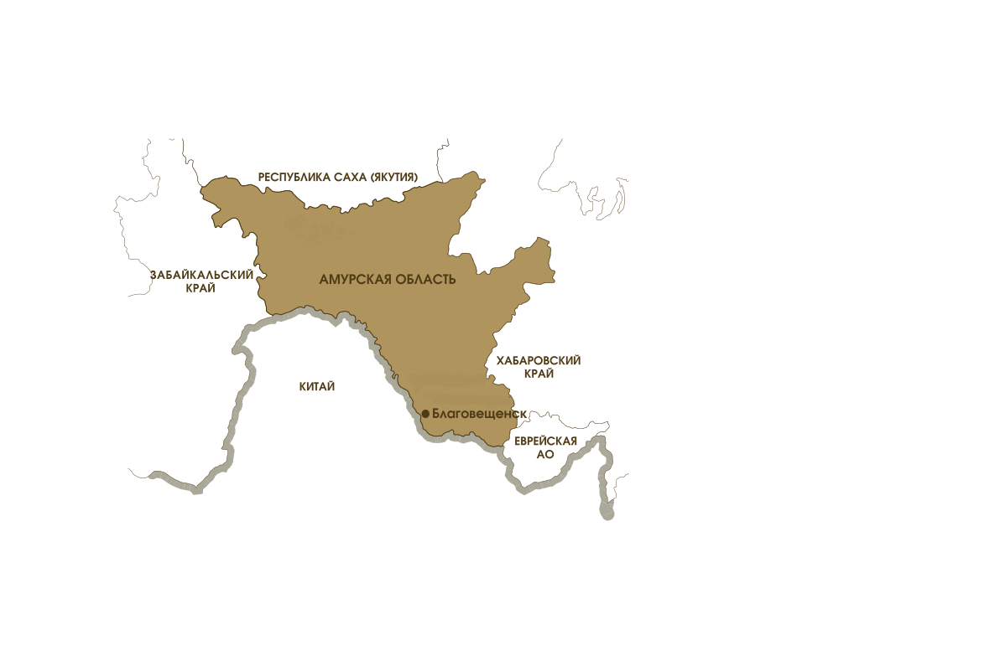 РЕСПУБЛИКА САХА (ЯКУТИЯ)
ЗАБАЙКАЛЬСКИЙ
КРАЙ
АМУРСКАЯ ОБЛАСТЬ
ХАБАРОВСКИЙ
КРАЙ
КИТАЙ
Благовещенск
ЕВРЕЙСКАЯ
АО